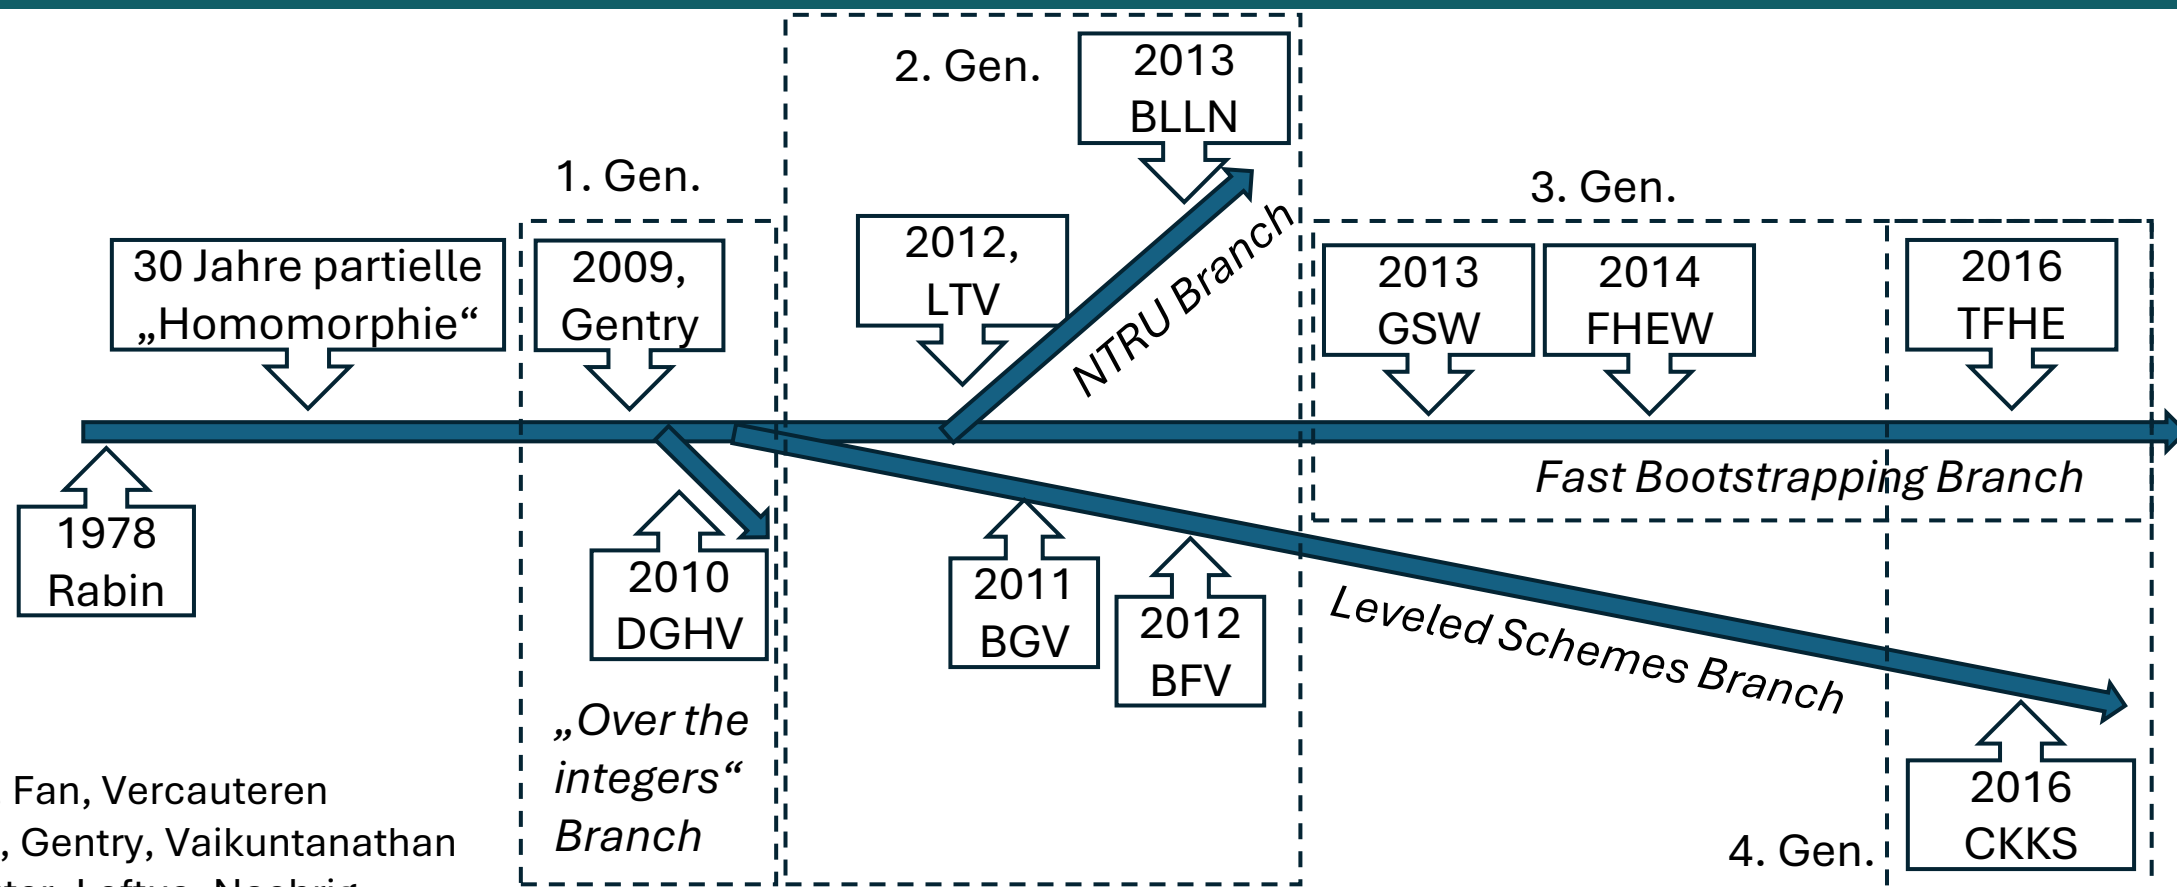 2. Gen.
2013
BLLN
1. Gen.
3. Gen.
30 Jahre partielle
„Homomorphie“
2009,
Gentry
2012,
LTV
NTRU Branch
2013
GSW
2014
FHEW
2016
TFHE
Fast Bootstrapping Branch
1978
Rabin
2010
DGHV
2011
BGV
2012
BFV
Leveled Schemes Branch
„Over the
integers“
Branch
2016
CKKS
4. Gen.
Fan, Vercauteren
, Gentry, Vaikuntanathan